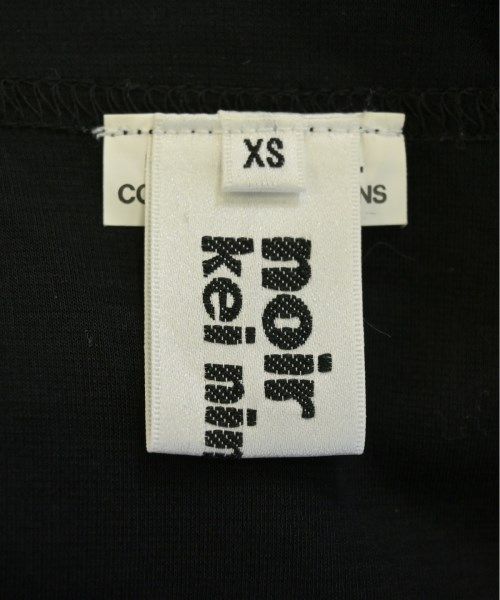 XS
noir
kei nin
CO NS